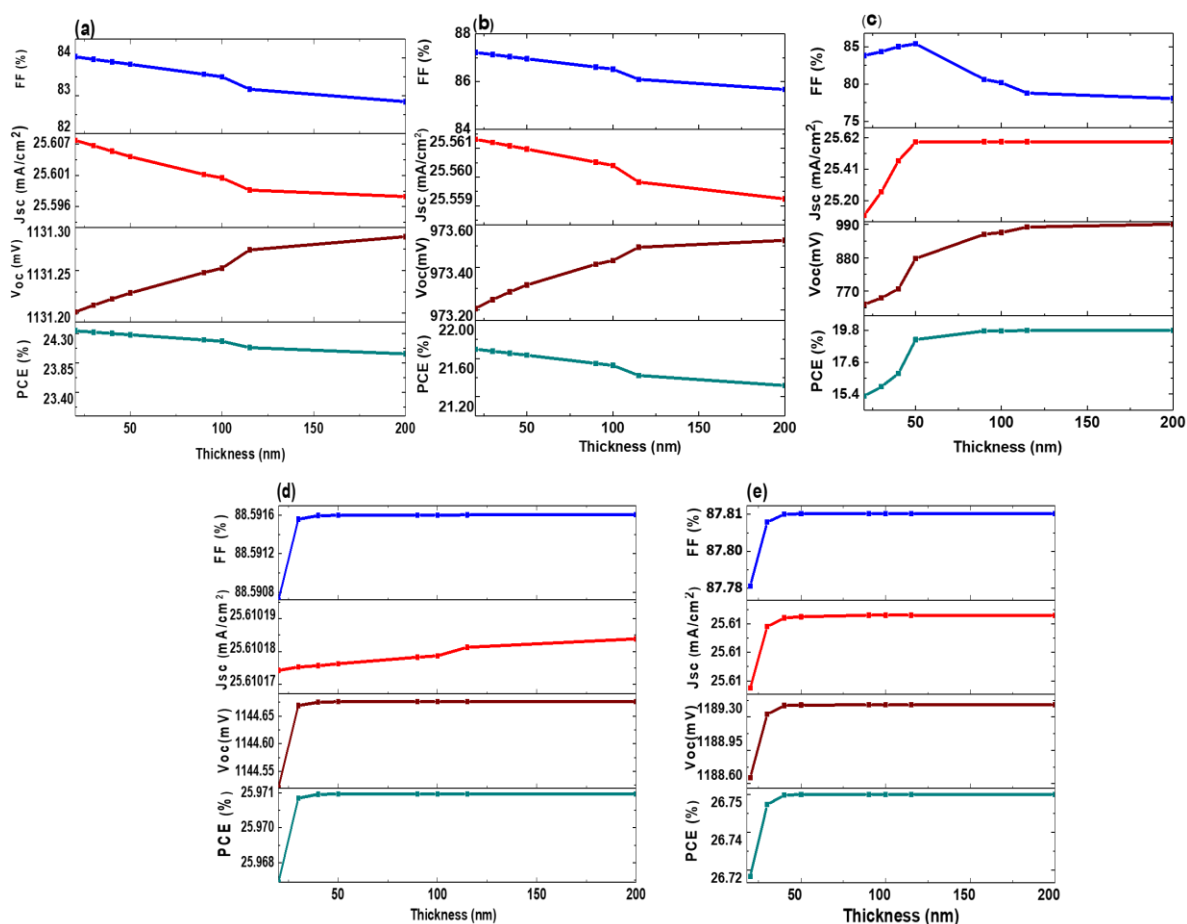 (a)
FF (%)
84
83
82
Jsc (mA/cm²)
25.607
25.601
25.596
Voc (mV)
1131.30
1131.25
1131.20
PCE (%)
24.30
23.85
23.40
50 100 150 200
Thickness (nm)
(b)
FF (%)
88
86
84
Jsc (mA/cm²)
25.561
25.560
25.559
Voc(mV)
973.60
973.40
973.20
PCE (%)
22.00
21.60
21.20
50 100 150 200
Thickness (nm)
(c)
FF (%)
85
80
75
Jsc (mA/cm²)
25.62
25.41
25.20
Voc(mV)
990
880
770
PCE (%)
19.8
17.6
15.4
50 100 150 200
Thickness (nm)
(d)
FF (%)
88.5916
88.5912
88.5908
Jsc (mA/cm²)
25.61019
25.61018
25.61017
Voc(mV)
1144.65
1144.60
1144.55
PCE (%)
25.971
25.970
25.968
50 100 150 200
Thickness (nm)
(e)
FF (%)
87.81
87.80
87.78
Jsc (mA/cm²)
25.61
25.61
25.61
Voc(mV)
1189.30
1188.95
1188.60
PCE (%)
26.75
26.74
26.72
50 100 150 200
Thickness (nm)